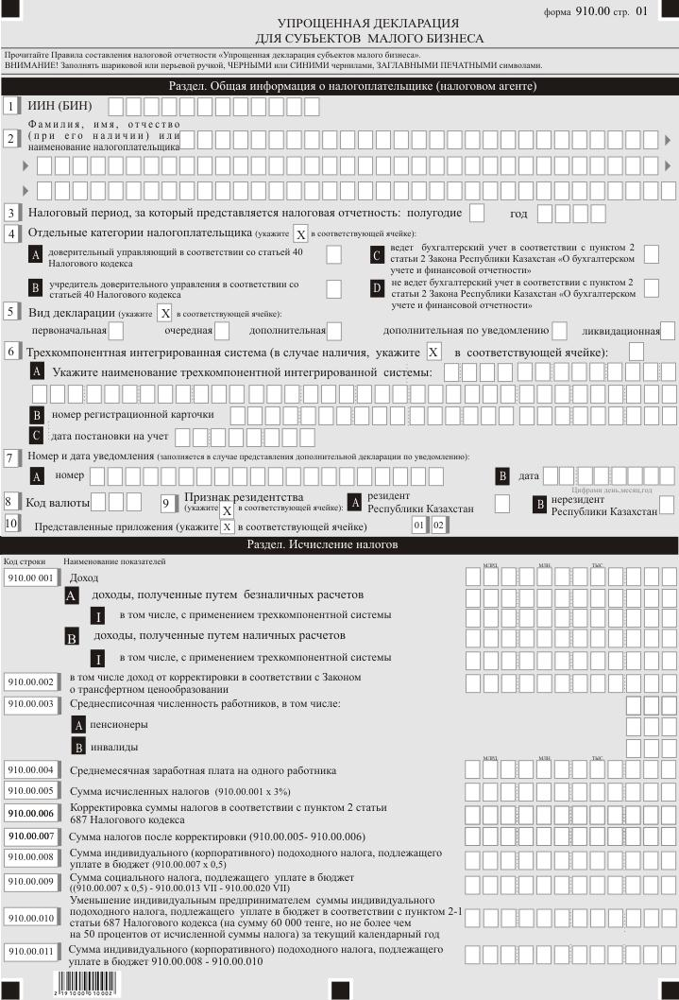 форма 910.00 стр. 01
УПРОЩЕННАЯ ДЕКЛАРАЦИЯ
ДЛЯ СУБЪЕКТОВ МАЛОГО БИЗНЕСА
Прочитайте Правила составления налоговой отчетности «Упрощенная декларация субъектов малого бизнеса».
ВНИМАНИЕ! Заполнять шариковой или перьевой ручкой, ЧЕРНЫМИ или СИНИМИ чернилами, ЗАГЛАВНЫМИ ПЕЧАТНЫМИ символами.
Раздел. Общая информация о налогоплательщике (налоговом агенте)
1 ИИН (БИН)
Фамилия, имя, отчество
2 (при его наличии) или
наименование налогоплательщика
3 Налоговый период, за который представляется налоговая отчетность: полугодие год
4 Отдельные категории налогоплательщика (укажите X в соответствующей ячейке):
A доверительный управляющий в соответствии со статьей 40
Налогового кодекса
C ведет бухгалтерский учет в соответствии с пунктом 2
статьи 2 Закона Республики Казахстан «О бухгалтерском
учете и финансовой отчетности»
B учредитель доверительного управления в соответствии со
статьей 40 Налогового кодекса
D не ведет бухгалтерский учет в соответствии с пунктом 2
статьи 2 Закона Республики Казахстан «О бухгалтерском
учете и финансовой отчетности»
5 Вид декларации (укажите X в соответствующей ячейке):
первоначальная очередная дополнительная дополнительная по уведомлению ликвидационная
6 Трехкомпонентная интегрированная система (в случае наличия, укажите X в соответствующей ячейке):
A Укажите наименование трехкомпонентной интегрированной системы:
B номер регистрационной карточки
C дата постановки на учет
7 Номер и дата уведомления (заполняется в случае представления дополнительной декларации по уведомлению):
A номер B дата
Цифрами день,месяц,год
8 Код валюты 9 Признак резидентства
(укажите X в соответствующей ячейке):
A резидент
Республики Казахстан
B нерезидент
Республики Казахстан
10 Представленные приложения (укажите X в соответствующей ячейке) 01 02
Раздел. Исчисление налогов
Код строки Наименование показателей
МЛРД МЛН ТЫС
910.00 001 Доход
A доходы, полученные путем безналичных расчетов
I в том числе, с применением трехкомпонентной системы
B доходы, полученные путем наличных расчетов
I в том числе, с применением трехкомпонентной системы
910.00.002 в том числе доход от корректировки в соответствии с Законом
о трансфертном ценообразовании
910.00.003 Среднесписочная численность работников, в том числе:
A пенсионеры
B инвалиды
МЛРД МЛН ТЫС
910.00.004 Среднемесячная заработная плата на одного работника
910.00.005 Сумма исчисленных налогов (910.00.001 x 3%)
910.00.006 Корректировка суммы налогов в соответствии с пунктом 2 статьи
687 Налогового кодекса
910.00.007 Сумма налогов после корректировки (910.00.005- 910.00.006)
910.00.008 Сумма индивидуального (корпоративного) подоходного налога, подлежащего
уплате в бюджет (910.00.007 x 0,5)
910.00.009 Сумма социального налога, подлежащего уплате в бюджет
((910.00.007 x 0,5) - 910.00.013 VII - 910.00.020 VII)
Уменьшение индивидуальным предпринимателем суммы индивидуального
подоходного налога, подлежащего уплате в бюджет в соответствии с пунктом 2-1
910.00.010 статьи 687 Налогового кодекса (на сумму 60 000 тенге, но не более чем
на 50 процентов от исчисленной суммы налога) за текущий календарный год
910.00.011 Сумма индивидуального (корпоративного) подоходного налога, подлежащего
уплате в бюджет 910.00.008 - 910.00.010
2191000010002